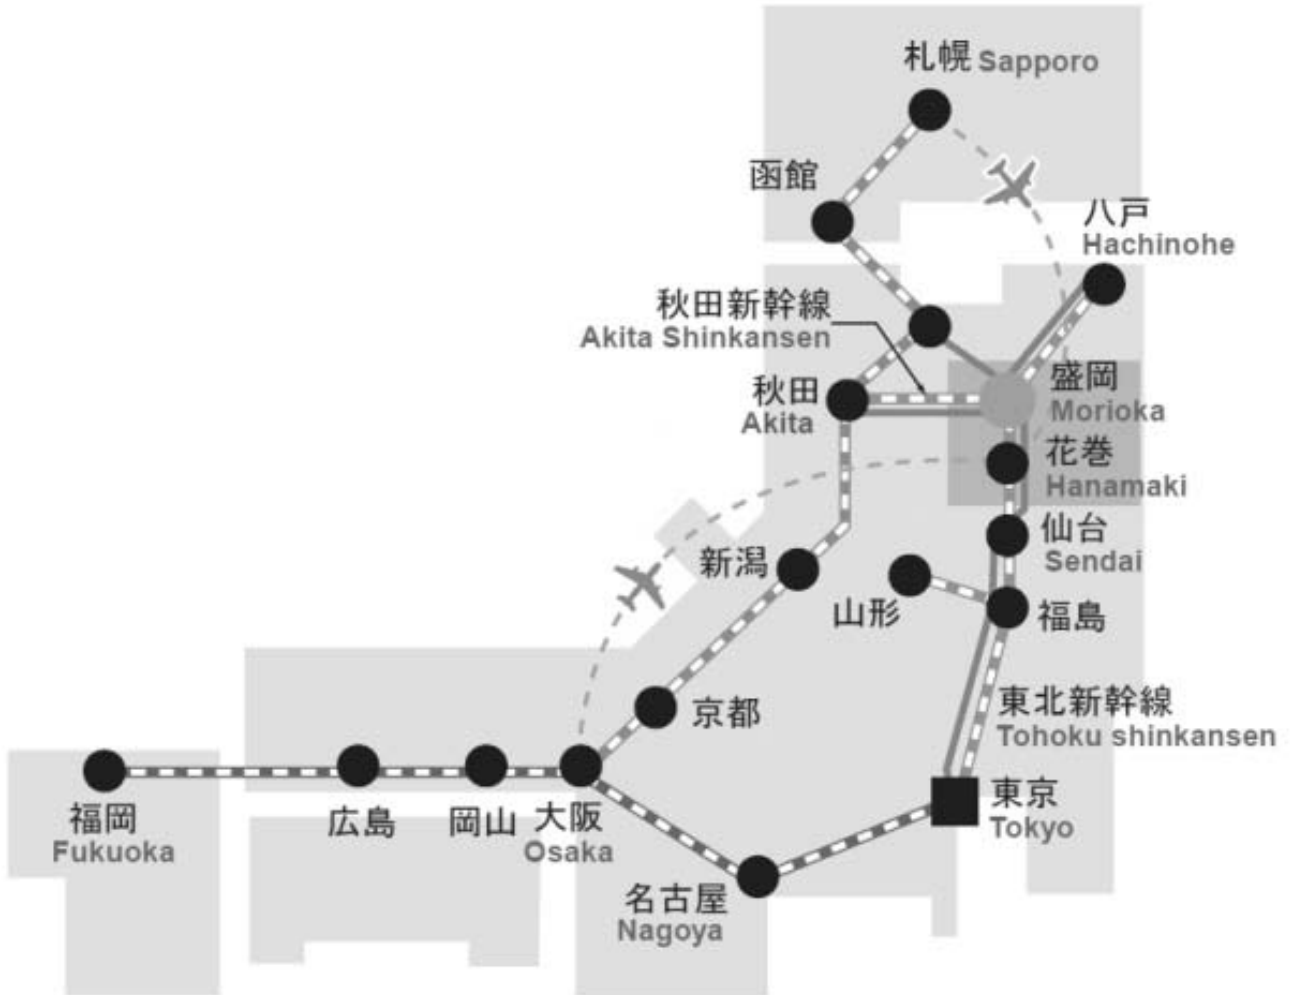 札幌 Sapporo
函館
八戸
Hachinohe
秋田新幹線
Akita Shinkansen
盛岡
Morioka
秋田
Akita
花巻
Hanamaki
仙台
Sendai
新潟
山形
福島
東北新幹線
Tohoku shinkansen
京都
東京
Tokyo
福岡
Fukuoka
広島
岡山
大阪
Osaka
名古屋
Nagoya